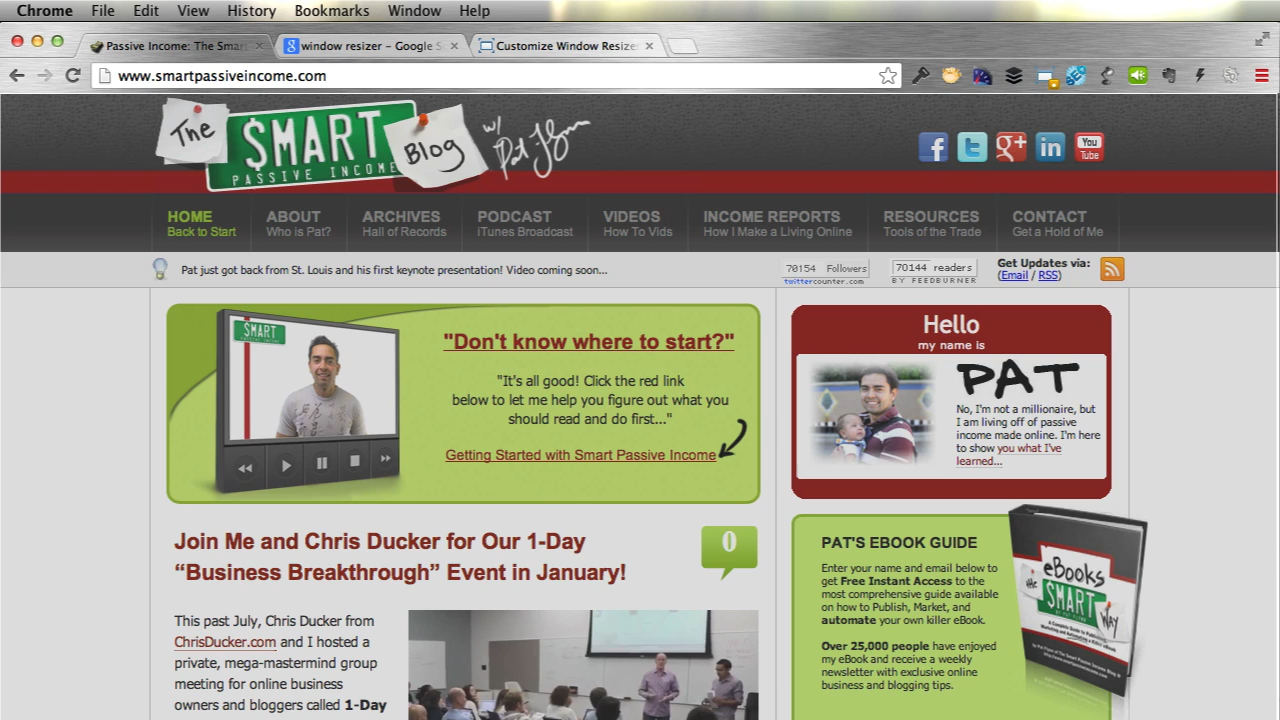 Chrome File Edit View History Bookmarks Window Help
Passive Income: The Smar
window resizer – Google S
Customize Window Resize
www.smartpassiveincome.com
The
$MART
PASSIVE INCOME
Blog
w/
You
Tube
HOME
Back to Start
ABOUT
Who is Pat?
ARCHIVES
Hall of Records
PODCAST
iTunes Broadcast
VIDEOS
How To Vids
INCOME REPORTS
How I Make a Living Online
RESOURCES
Tools of the Trade
CONTACT
Get a Hold of Me
Pat just got back from St. Louis and his first keynote presentation! Video coming soon...
70154 Followers
twittercounter.com
70144 readers
BY FEEDBURNER
Get Updates via:
(Email / RSS)
$MART
"Don't know where to start?"
"It's all good! Click the red link
below to let me help you figure out what you
should read and do first..."
Getting Started with Smart Passive Income
Hello
my name is
PAT
No, I'm not a millionaire, but
I am living off of passive
income made online. I'm here
to show you what I've
learned...
Join Me and Chris Ducker for Our 1-Day
“Business Breakthrough” Event in January!
0
This past July, Chris Ducker from
ChrisDucker.com and I hosted a
private, mega-mastermind group
meeting for online business
owners and bloggers called 1-Day
PAT'S EBOOK GUIDE
Enter your name and email below to
get Free Instant Access to the
most comprehensive guide available
on how to Publish, Market, and
automate your own killer eBook.
Over 25,000 people have enjoyed
my eBook and receive a weekly
newsletter with exclusive online
business and blogging tips.
eBooks
the $MART
WAY